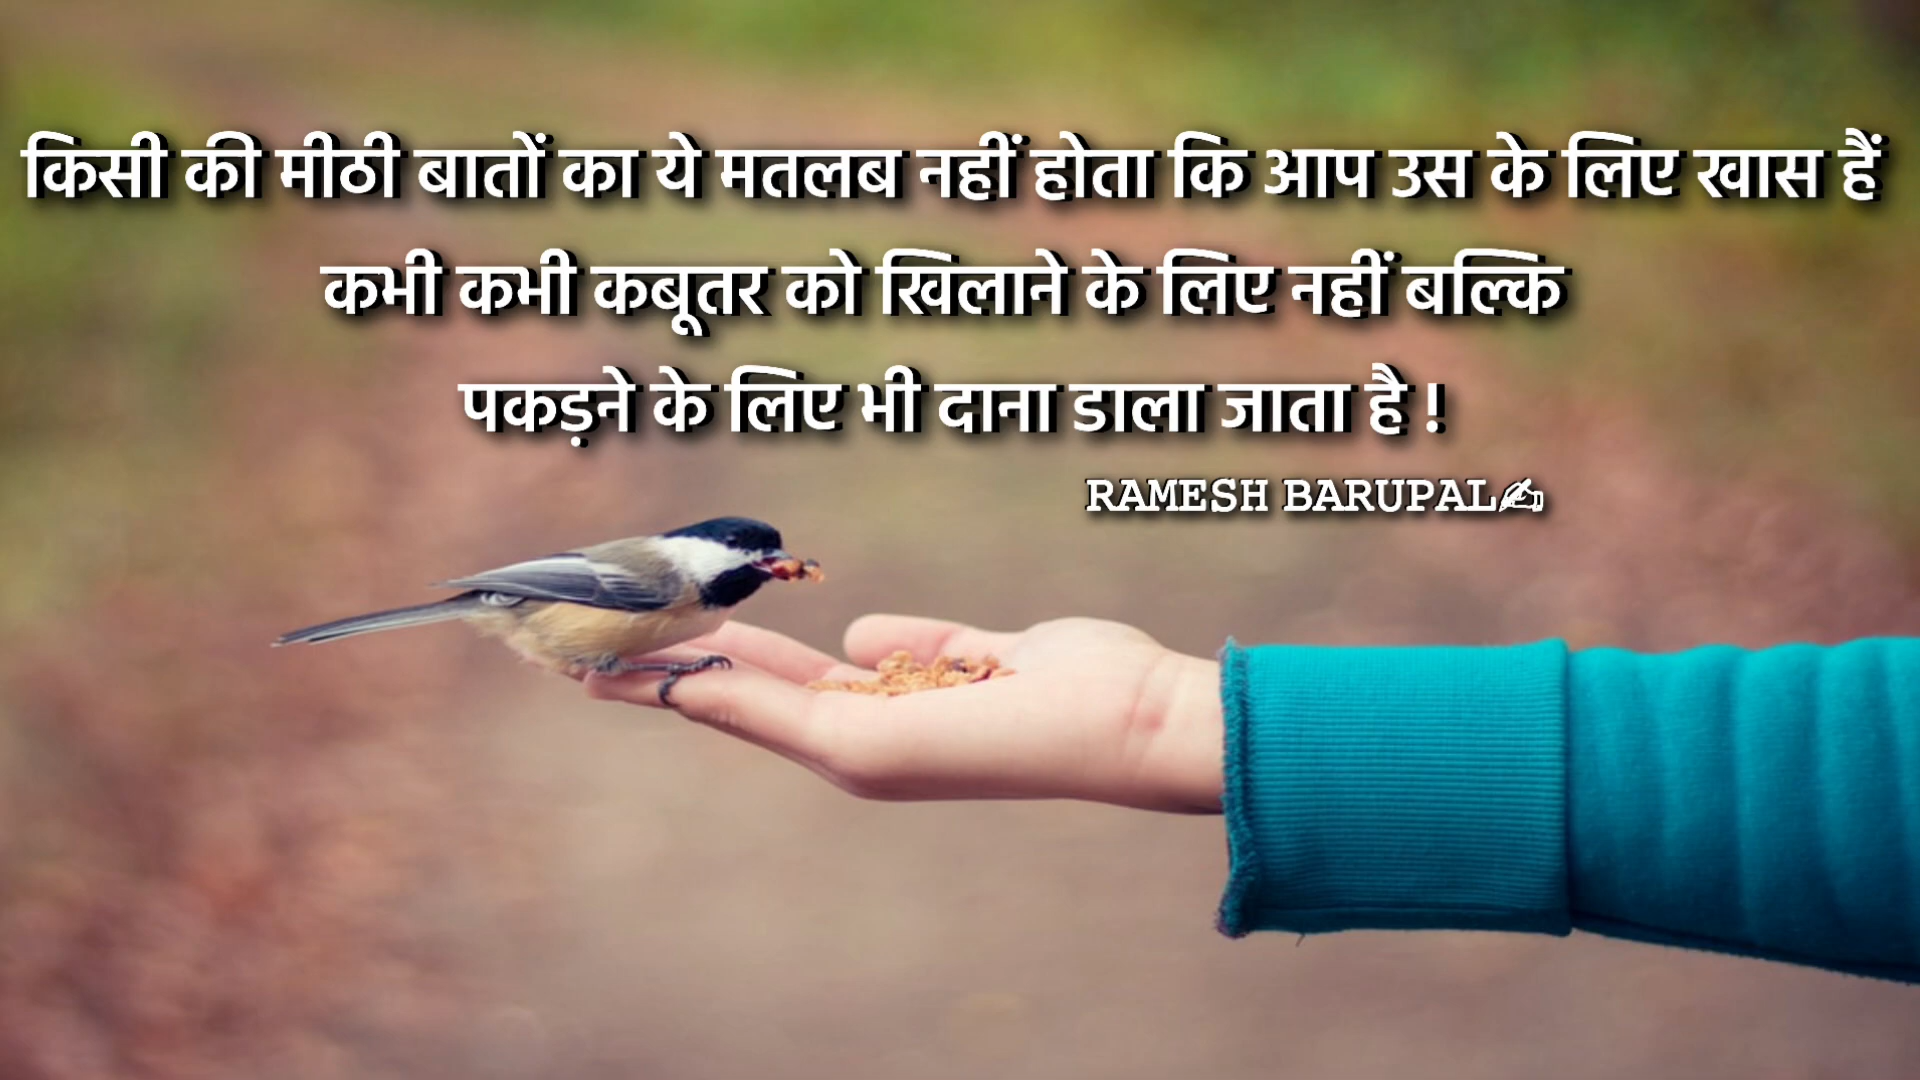 किसी की मीठी बातों का ये मतलब नहीं होता कि आप उस के लिए खास हैं
कभी कभी कबूतर को खिलाने के लिए नहीं बल्कि
पकड़ने के लिए भी दाना डाला जाता है !
RAMESH BARUPAL✍